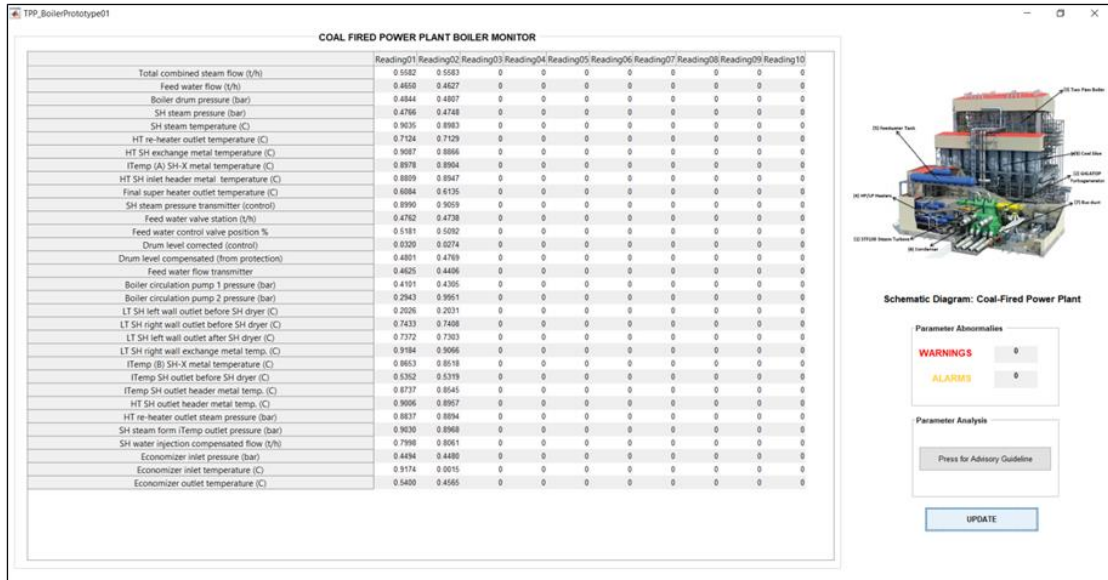 TPP_BoilerPrototype01
COAL FIRED POWER PLANT BOILER MONITOR
Reading01 Reading02 Reading03 Reading04 Reading05 Reading06 Reading07 Reading08 Reading09 Reading10
Total combined steam flow (t/h) 0.5582 0.5583 0 0 0 0 0 0 0 0
Feed water flow (t/h) 0.4650 0.4627 0 0 0 0 0 0 0 0
Boiler drum pressure (bar) 0.4844 0.4807 0 0 0 0 0 0 0 0
SH steam pressure (bar) 0.4766 0.4748 0 0 0 0 0 0 0 0
SH steam temperature (C) 0.9035 0.8983 0 0 0 0 0 0 0 0
HT re-heater outlet temperature (C) 0.7124 0.7129 0 0 0 0 0 0 0 0
HT SH exchange metal temperature (C) 0.9087 0.8866 0 0 0 0 0 0 0 0
ITemp (A) SH-X metal temperature (C) 0.8978 0.8904 0 0 0 0 0 0 0 0
HT SH inlet header metal temperature (C) 0.8809 0.8947 0 0 0 0 0 0 0 0
Final super heater outlet temperature (C) 0.6084 0.6135 0 0 0 0 0 0 0 0
SH steam pressure transmitter (control) 0.8990 0.9059 0 0 0 0 0 0 0 0
Feed water valve station (t/h) 0.4762 0.4738 0 0 0 0 0 0 0 0
Feed water control valve position % 0.5181 0.5092 0 0 0 0 0 0 0 0
Drum level corrected (control) 0.0320 0.0274 0 0 0 0 0 0 0 0
Drum level compensated (from protection) 0.4801 0.4769 0 0 0 0 0 0 0 0
Feed water flow transmitter 0.4625 0.4406 0 0 0 0 0 0 0 0
Boiler circulation pump 1 pressure (bar) 0.4101 0.4305 0 0 0 0 0 0 0 0
Boiler circulation pump 2 pressure (bar) 0.2943 0.9951 0 0 0 0 0 0 0 0
LT SH left wall outlet before SH dryer (C) 0.2026 0.2031 0 0 0 0 0 0 0 0
LT SH right wall outlet before SH dryer (C) 0.7433 0.7408 0 0 0 0 0 0 0 0
LT SH left wall outlet after SH dryer (C) 0.7372 0.7303 0 0 0 0 0 0 0 0
LT SH right wall exchange metal temp. (C) 0.9184 0.9066 0 0 0 0 0 0 0 0
ITemp (B) SH-X metal temperature (C) 0.8653 0.8518 0 0 0 0 0 0 0 0
ITemp SH outlet before SH dryer (C) 0.5352 0.5319 0 0 0 0 0 0 0 0
ITemp SH outlet header metal temp. (C) 0.8737 0.8545 0 0 0 0 0 0 0 0
HT SH outlet header metal temp. (C) 0.9006 0.8957 0 0 0 0 0 0 0 0
HT re-heater outlet steam pressure (bar) 0.8837 0.8894 0 0 0 0 0 0 0 0
SH steam form iTemp outlet pressure (bar) 0.9030 0.8968 0 0 0 0 0 0 0 0
SH water injection compensated flow (t/h) 0.7998 0.8061 0 0 0 0 0 0 0 0
Economizer inlet pressure (bar) 0.4494 0.4480 0 0 0 0 0 0 0 0
Economizer inlet temperature (C) 0.9174 0.0015 0 0 0 0 0 0 0 0
Economizer outlet temperature (C) 0.5400 0.4565 0 0 0 0 0 0 0 0
(3) Two Pass Boiler
(5) Feedwater Tank
Turbogenerator
(4) HP/LP Heaters
(7) Bus duct
(8) Condenser
Schematic Diagram: Coal-Fired Power Plant
Parameter Abnormalies
WARNINGS 0
ALARMS 0
Parameter Analysis
Press for Advisory Guideline
UPDATE